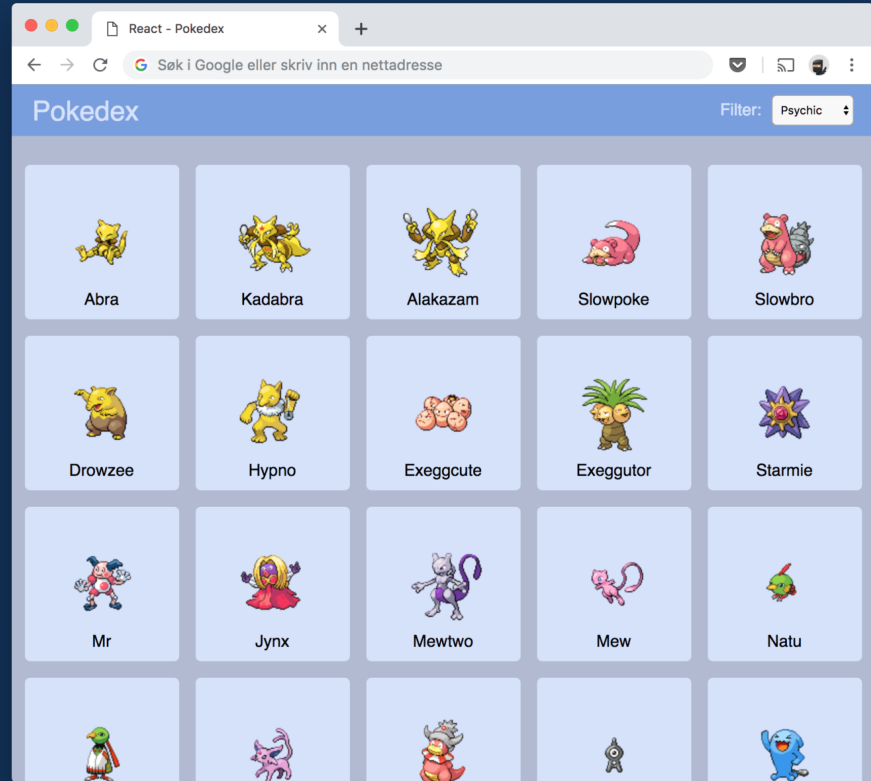 React - Pokedex
Søk i Google eller skriv inn en nettadresse
Pokedex
Filter: Psychic
Abra Kadabra Alakazam Slowpoke Slowbro
Drowzee Hypno Exeggcute Exeggutor Starmie
Mr Jynx Mewtwo Mew Natu